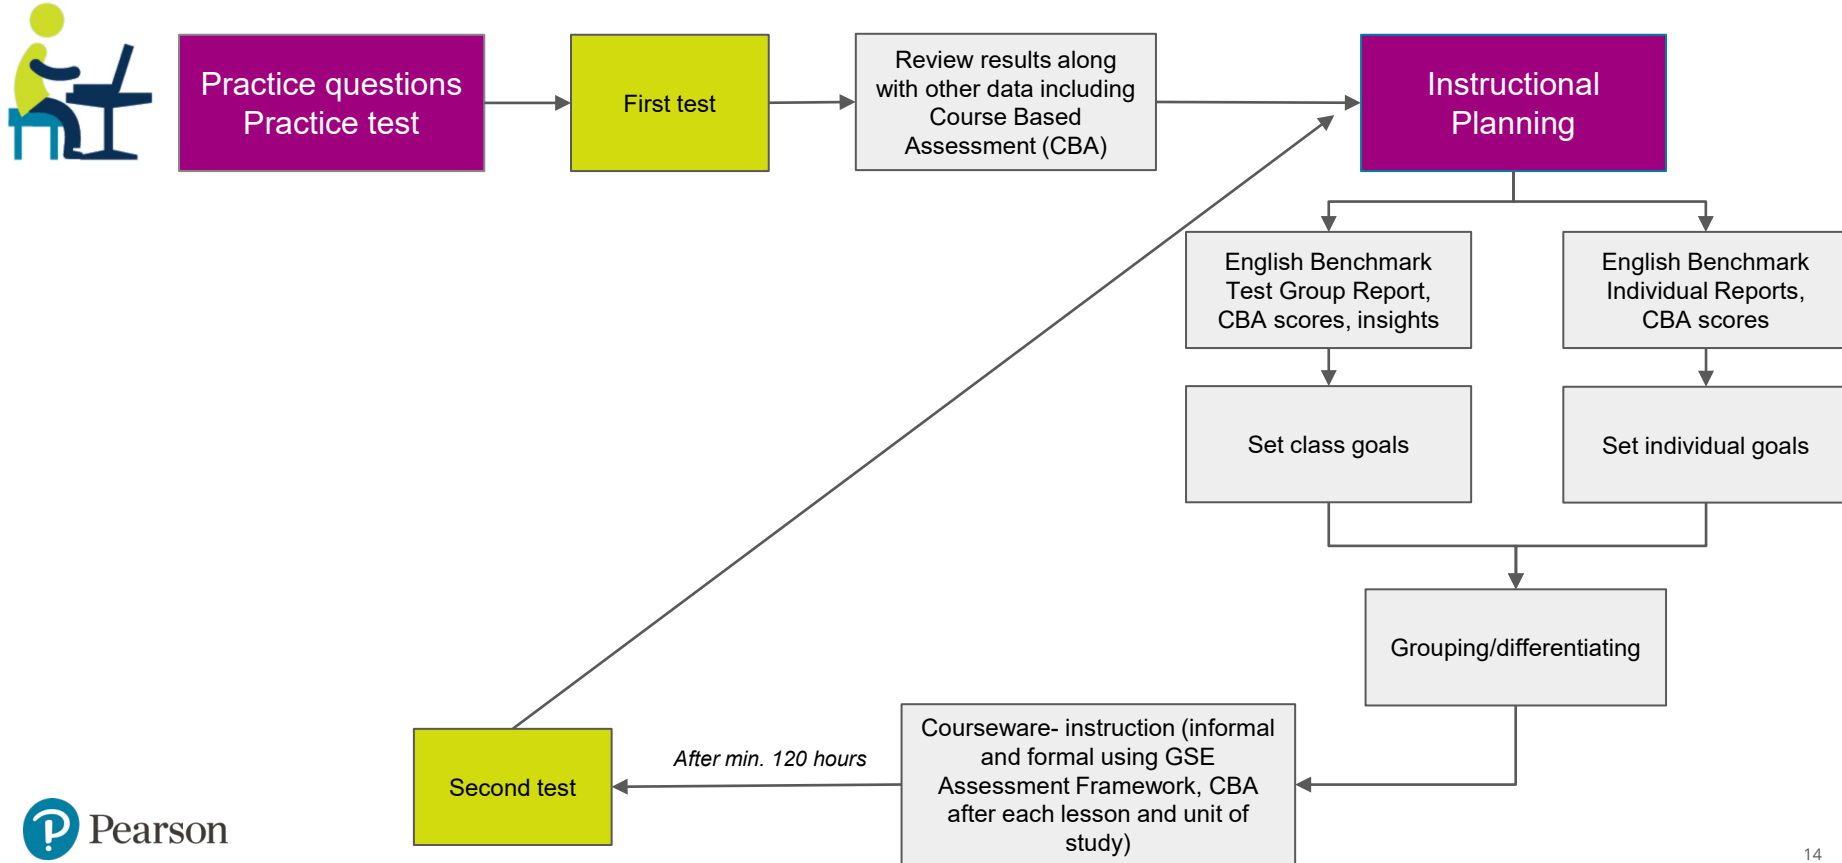 Practice questions
Practice test
First test
Review results along
with other data including
Course Based
Assessment (CBA)
Instructional
Planning
English Benchmark
Test Group Report,
CBA scores, insights
English Benchmark
Individual Reports,
CBA scores
Set class goals
Set individual goals
Grouping/differentiating
Courseware- instruction (informal
and formal using GSE
Assessment Framework, CBA
after each lesson and unit of
study)
After min. 120 hours
Second test
Pearson
14